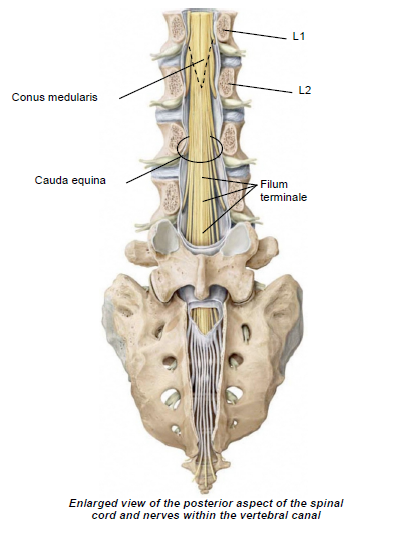 L1
L2
Conus medularis
Cauda equina
Filum
terminale
Enlarged view of the posterior aspect of the spinal
cord and nerves within the vertebral canal